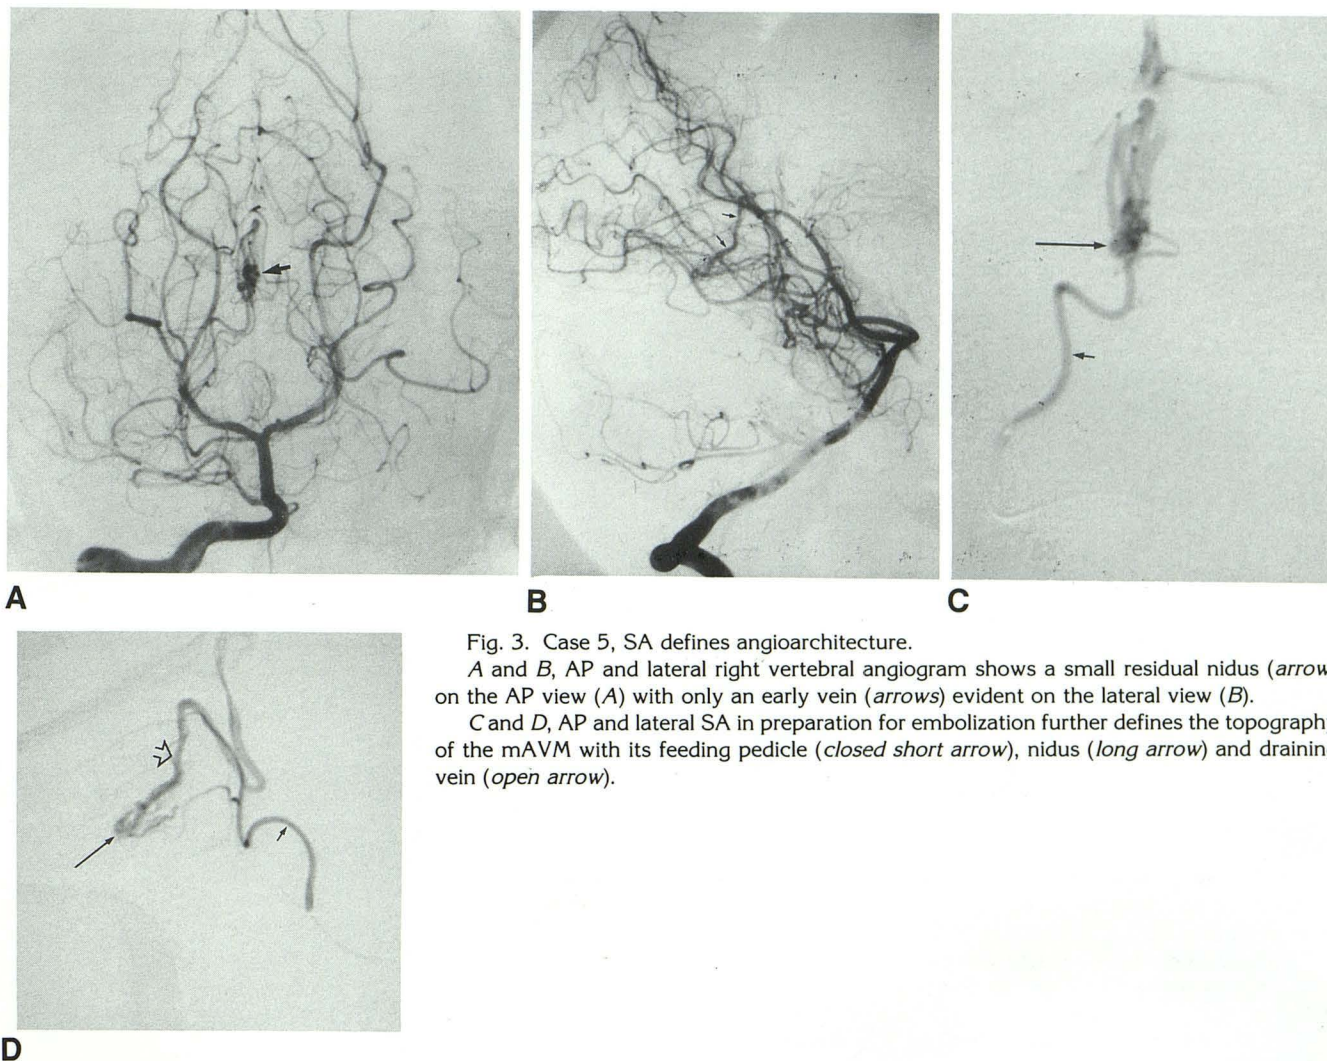 A
B
C
Fig. 3. Case 5, SA defines angioarchitecture.
A and B, AP and lateral right vertebral angiogram shows a small residual nidus (arrow
on the AP view (A) with only an early vein (arrows) evident on the lateral view (B).
C and D, AP and lateral SA in preparation for embolization further defines the topograph
of the mAVM with its feeding pedicle (closed short arrow), nidus (long arrow) and drainin
vein (open arrow).
D